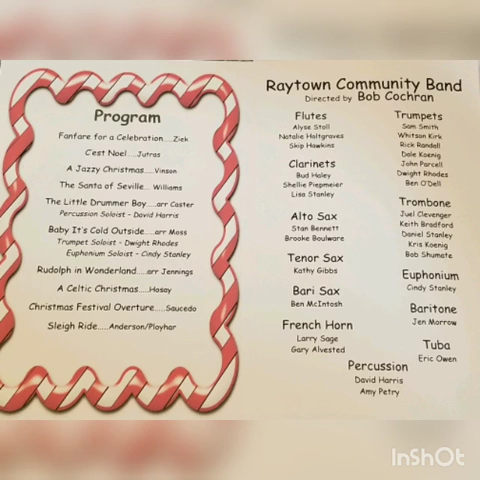 Program
Fanfare for a Celebration.....Ziek
C'est Noel.....Jutras
A Jazzy Christmas.....Vinson
The Santa of Seville... Williams
The Little Drummer Boy.....arr Custer
Percussion Soloist - David Harris
Baby It's Cold Outside.....arr Moss
Trumpet Soloist - Dwight Rhodes
Euphonium Soloist - Cindy Stanley
Rudolph in Wonderland.....arr Jennings
A Celtic Christmas.....Hosay
Christmas Festival Overture.....Saucedo
Sleigh Ride.....Anderson/Ployhar
Raytown Community Band
Directed by Bob Cochran
Flutes
Alyse Stoll
Natalie Holtgraves
Skip Hawkins
Clarinets
Bud Haley
Shellie Piepmeier
Lisa Stanley
Alto Sax
Stan Bennett
Brooke Boulware
Tenor Sax
Kathy Gibbs
Bari Sax
Ben McIntosh
French Horn
Larry Sage
Gary Alvested
Trumpets
Sam Smith
Whitson Kirk
Rick Randall
Dale Koenig
John Parcell
Dwight Rhodes
Ben O'Dell
Trombone
Juel Clevenger
Keith Bradford
Daniel Stanley
Kris Koenig
Bob Shumate
Euphonium
Cindy Stanley
Baritone
Jen Morrow
Tuba
Eric Owen
Percussion
David Harris
Amy Petry
InShOt